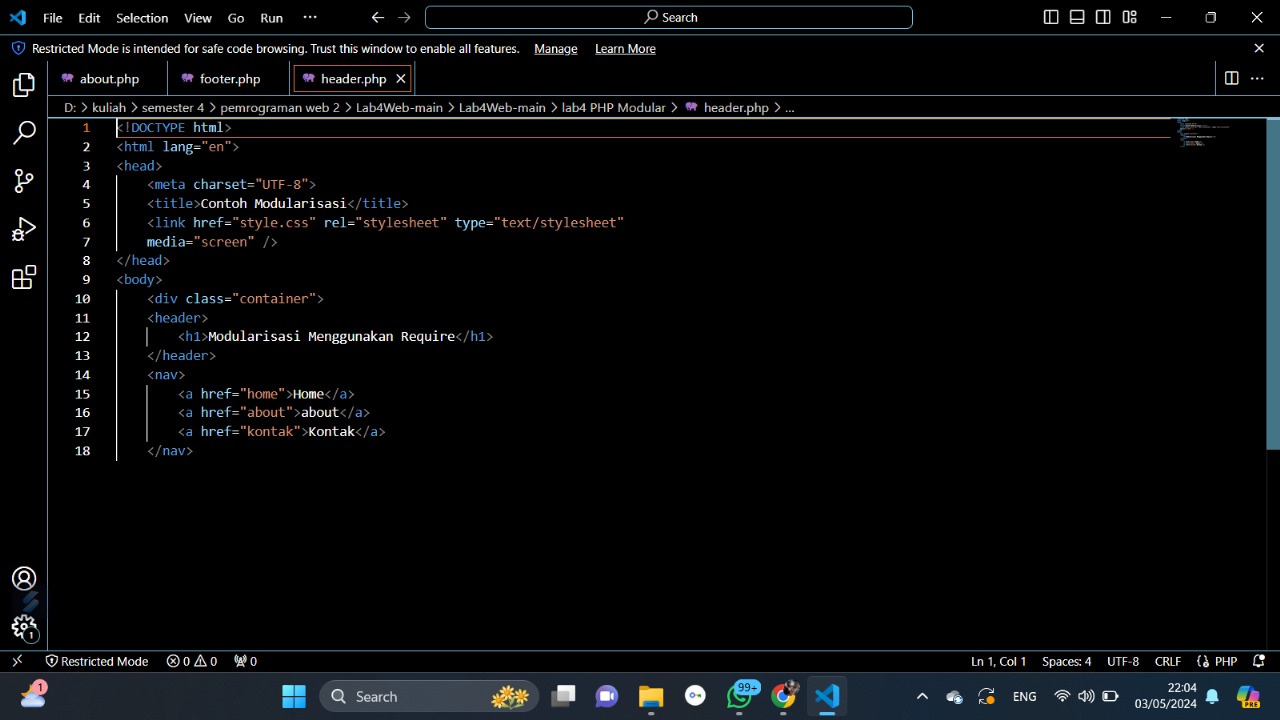 File Edit Selection View Go Run ··· Search
Restricted Mode is intended for safe code browsing. Trust this window to enable all features. Manage Learn More
about.php footer.php header.php
D: > kuliah > semester 4 > pemrograman web 2 > Lab4Web-main > Lab4Web-main > lab4 PHP Modular > header.php > ...
1 <!DOCTYPE html>
2 <html lang="en">
3 <head>
4 <meta charset="UTF-8">
5 <title>Contoh Modularisasi</title>
6 <link href="style.css" rel="stylesheet" type="text/stylesheet"
7 media="screen" />
8 </head>
9 <body>
10 <div class="container">
11 <header>
12 <h1>Modularisasi Menggunakan Require</h1>
13 </header>
14 <nav>
15 <a href="home">Home</a>
16 <a href="about">about</a>
17 <a href="kontak">Kontak</a>
18 </nav>
1
Restricted Mode 0 0 0 Ln 1, Col 1 Spaces: 4 UTF-8 CRLF PHP
1 Search 99+ ENG 22:04 PRE
03/05/2024